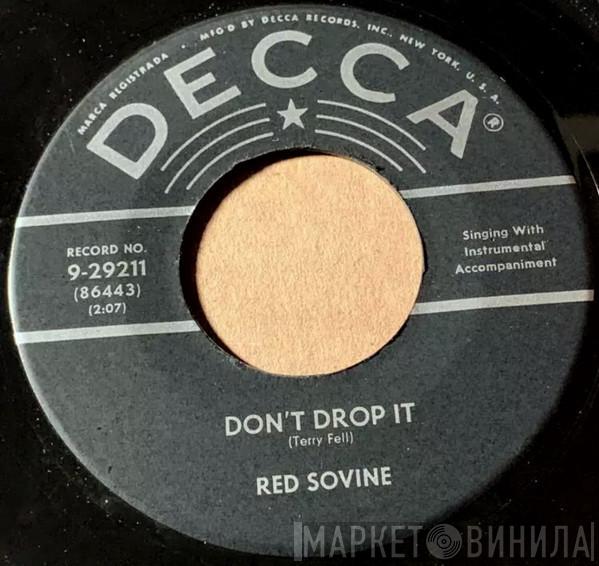 MARCA REGISTRADA • MFG'D BY DECCA RECORDS, INC., NEW YORK, U. S. A.
DECCA®
RECORD NO.
9-29211
(86443)
(2:07)
Singing With
Instrumental
Accompaniment
DON'T DROP IT
(Terry Fell)
RED SOVINE
МАРКЕТ ВИНИЛА